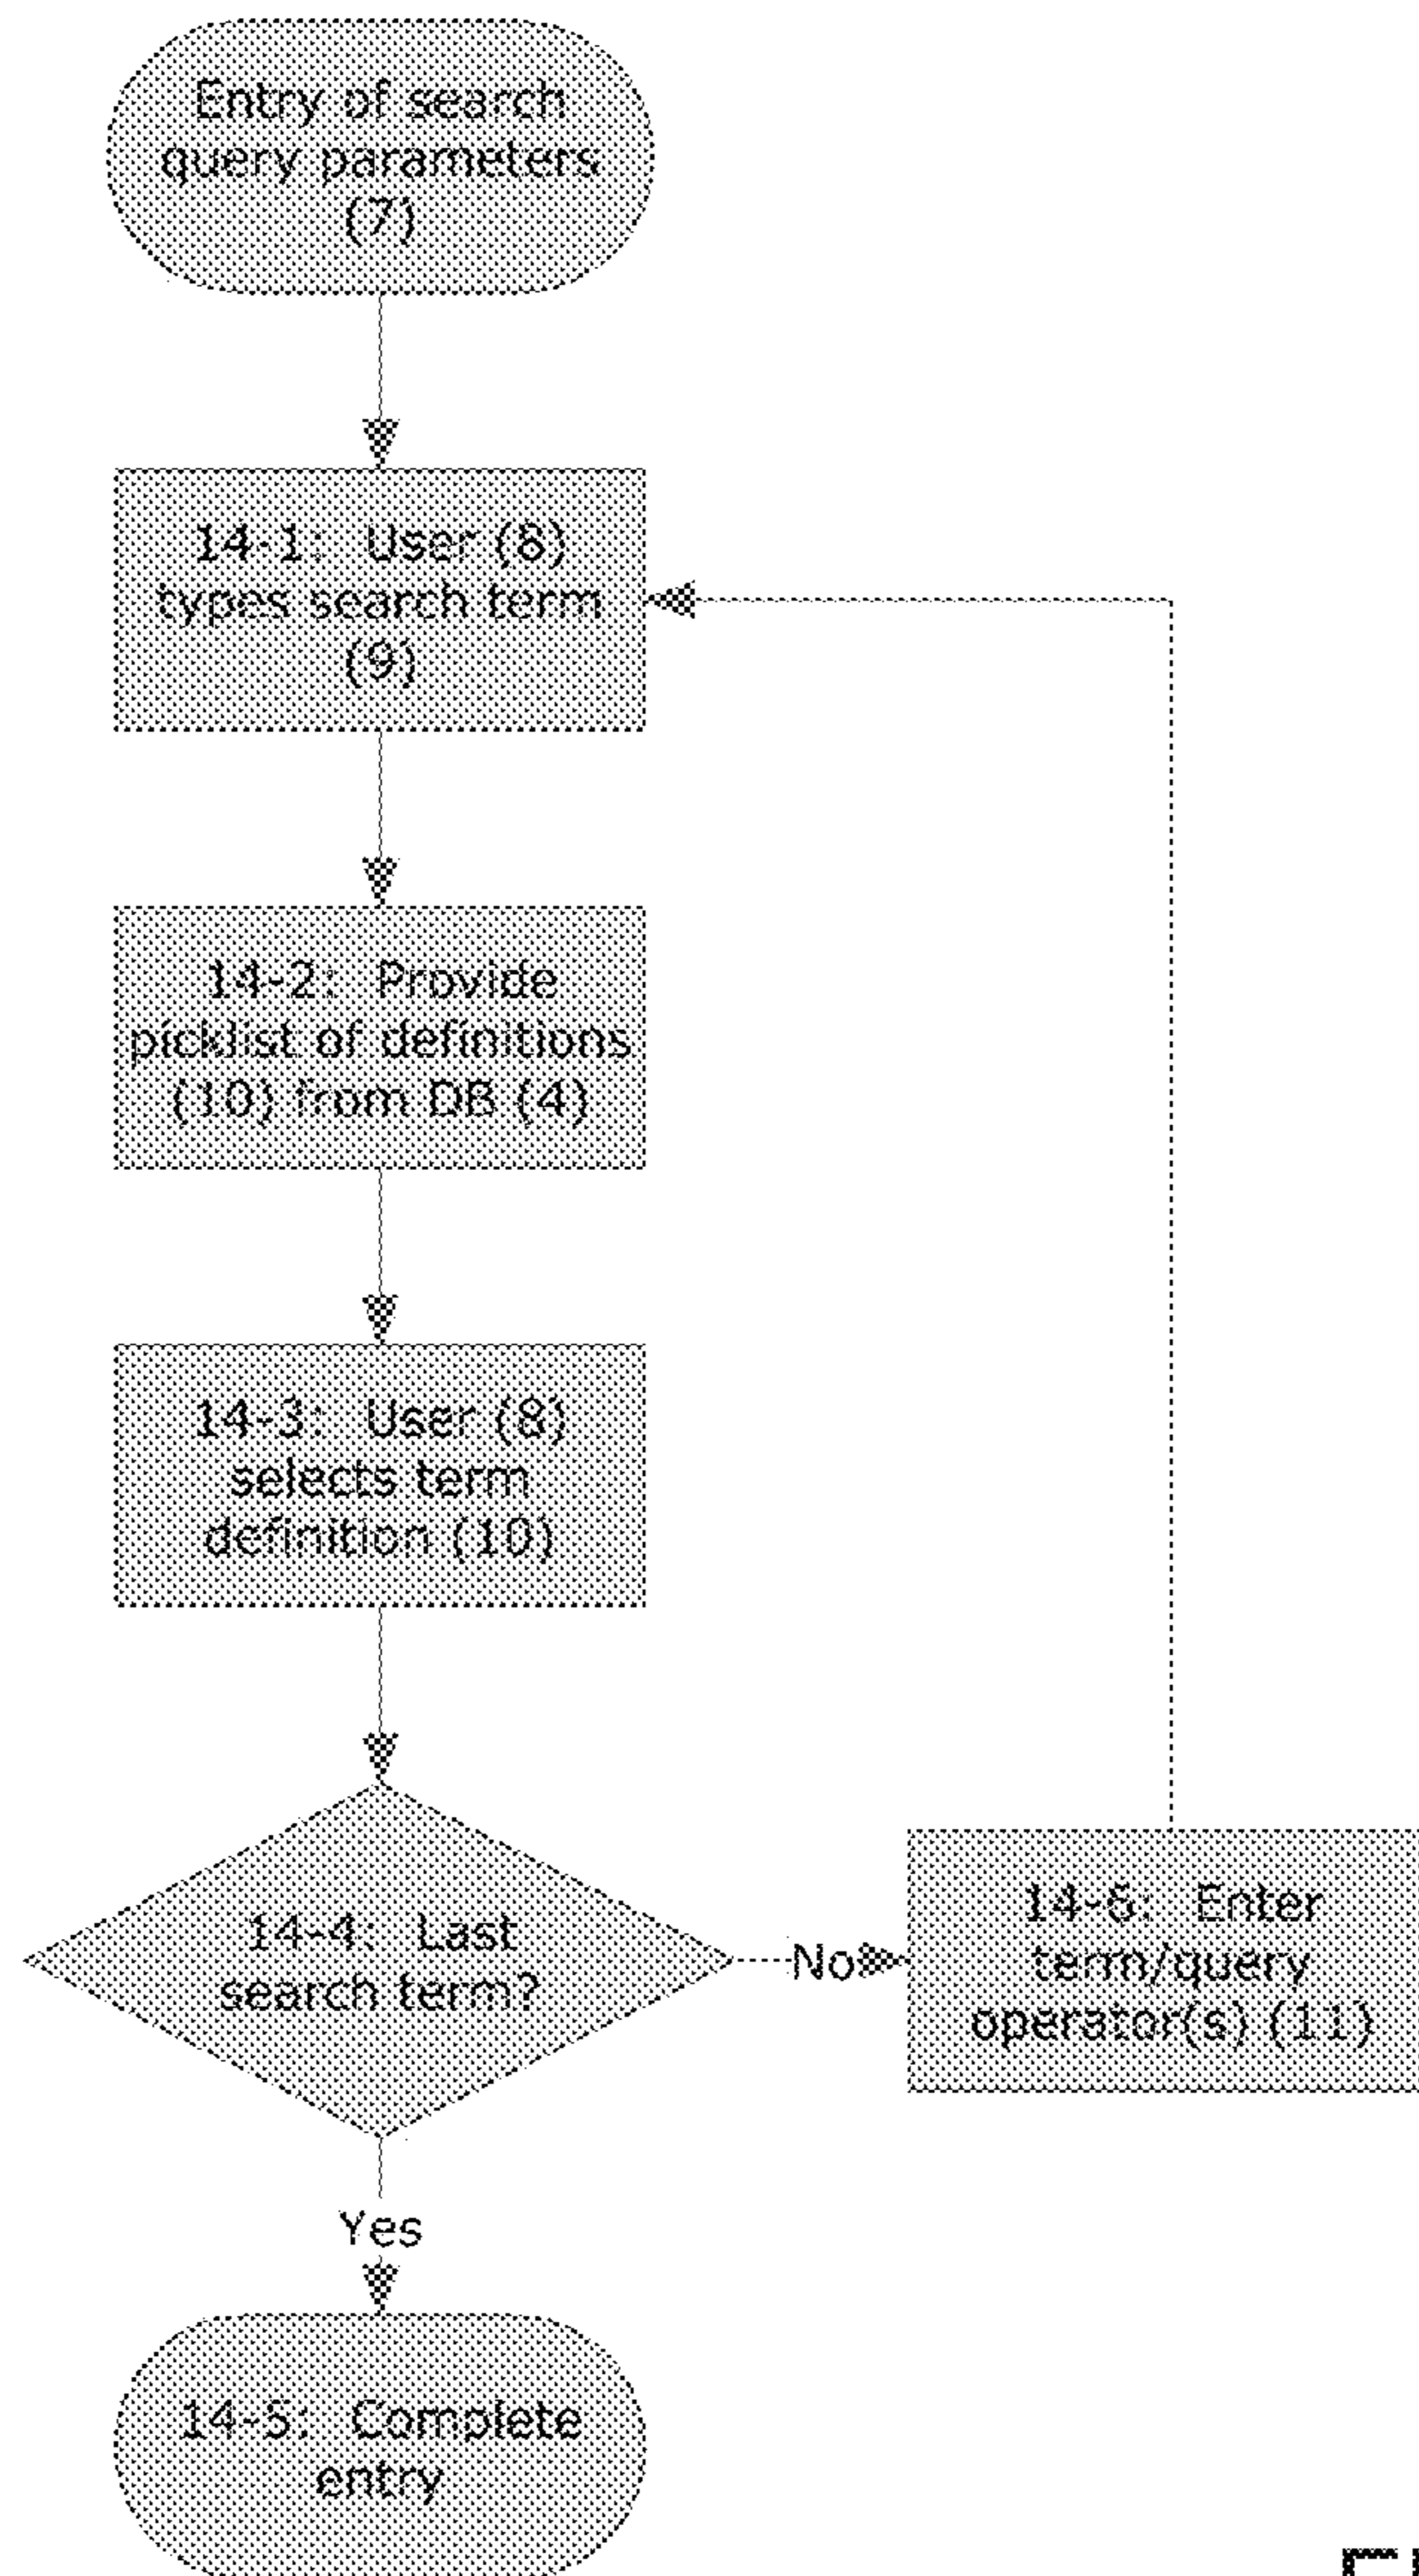 Entry of search
query parameters
(7)
14-1: User (8)
types search term
(9)
14-2: Provide
picklist of definitions
(10) from DB (4)
14-3: User (8)
selects term
definition (10)
14-4: Last
search term?
No
14-6: Enter
term/query
operator(s) (11)
Yes
14-5: Complete
entry